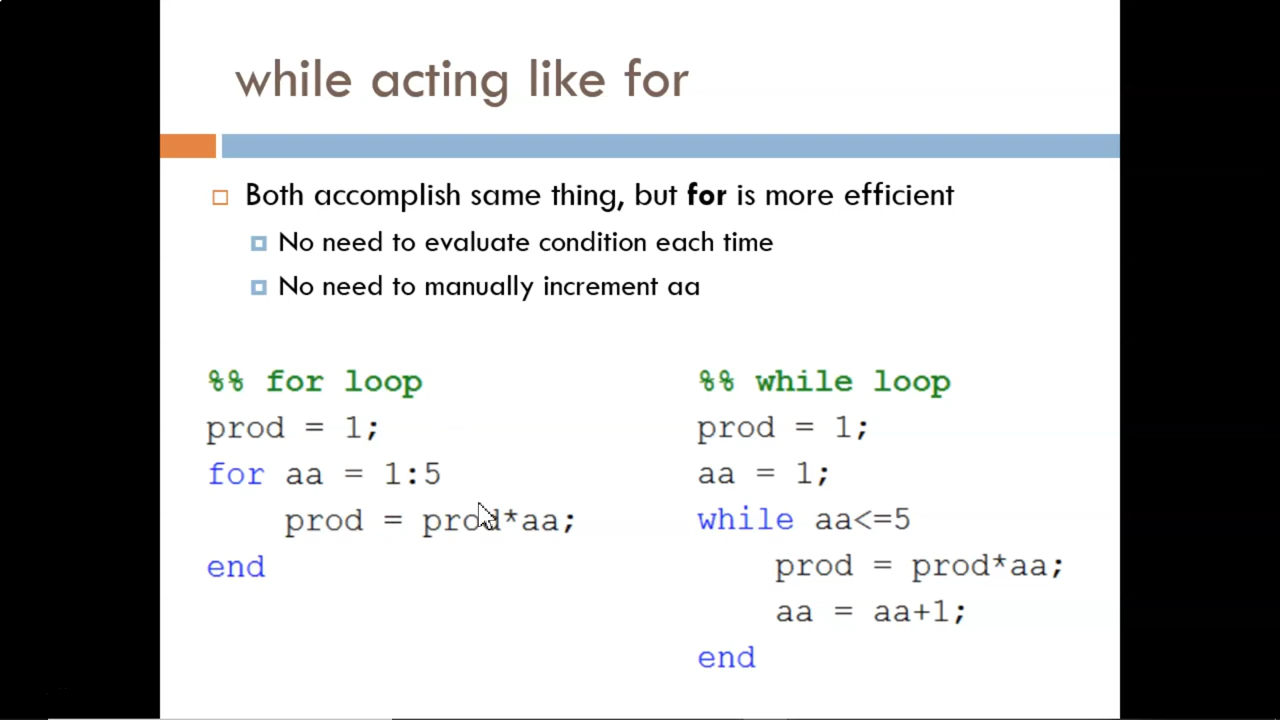 while acting like for
Both accomplish same thing, but for is more efficient
No need to evaluate condition each time
No need to manually increment aa
%% for loop
prod = 1;
for aa = 1:5
prod = prod*aa;
end
%% while loop
prod = 1;
aa = 1;
while aa<=5
prod = prod*aa;
aa = aa+1;
end